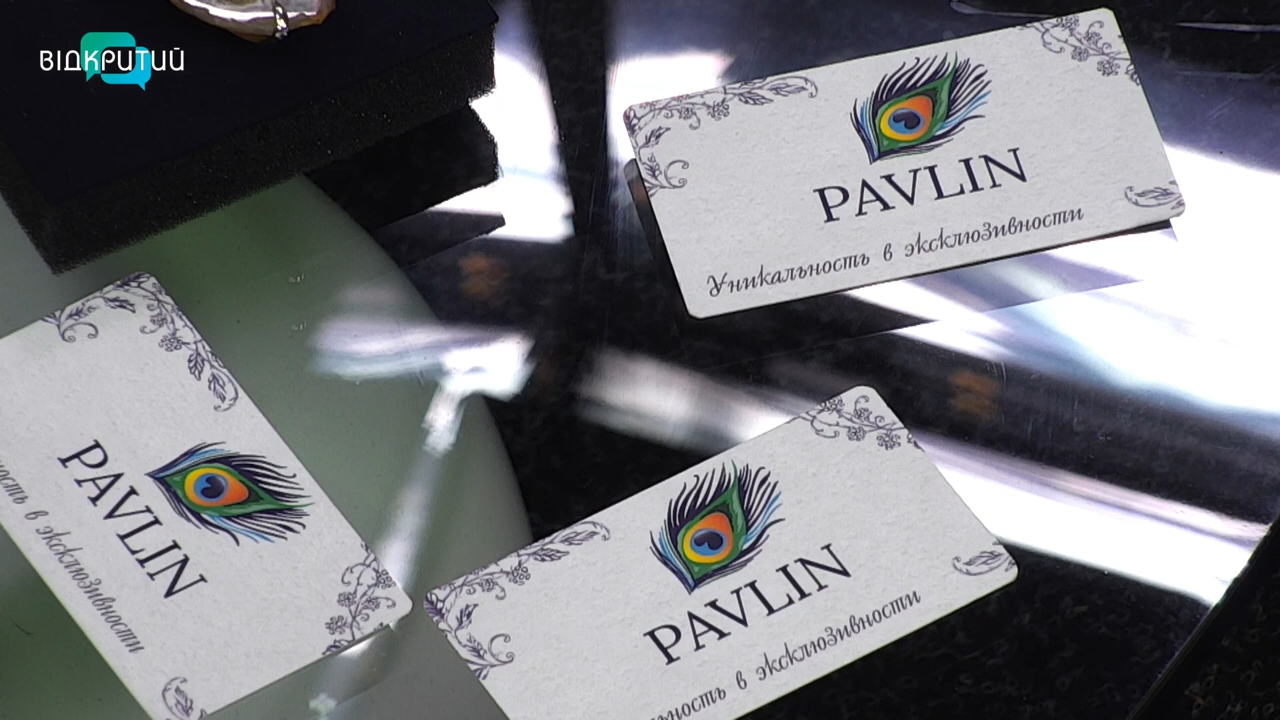 ВІДКРИТИЙ
PAVLIN
Уникальность в эксклюзивности
PAVLIN
в эксклюзивности
PAVLIN
в эксклюзивности